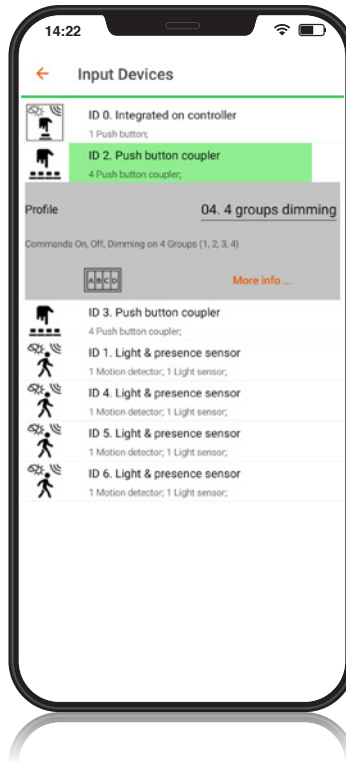 14:22
Input Devices
ID 0. Integrated on controller
1 Push button;
ID 2. Push button coupler
4 Push button coupler;
Profile 04. 4 groups dimming
Commands On, Off, Dimming on 4 Groups (1, 2, 3, 4)
A B C D More info ...
ID 3. Push button coupler
4 Push button coupler;
ID 1. Light & presence sensor
1 Motion detector; 1 Light sensor;
ID 4. Light & presence sensor
1 Motion detector; 1 Light sensor;
ID 5. Light & presence sensor
1 Motion detector; 1 Light sensor;
ID 6. Light & presence sensor
1 Motion detector; 1 Light sensor;